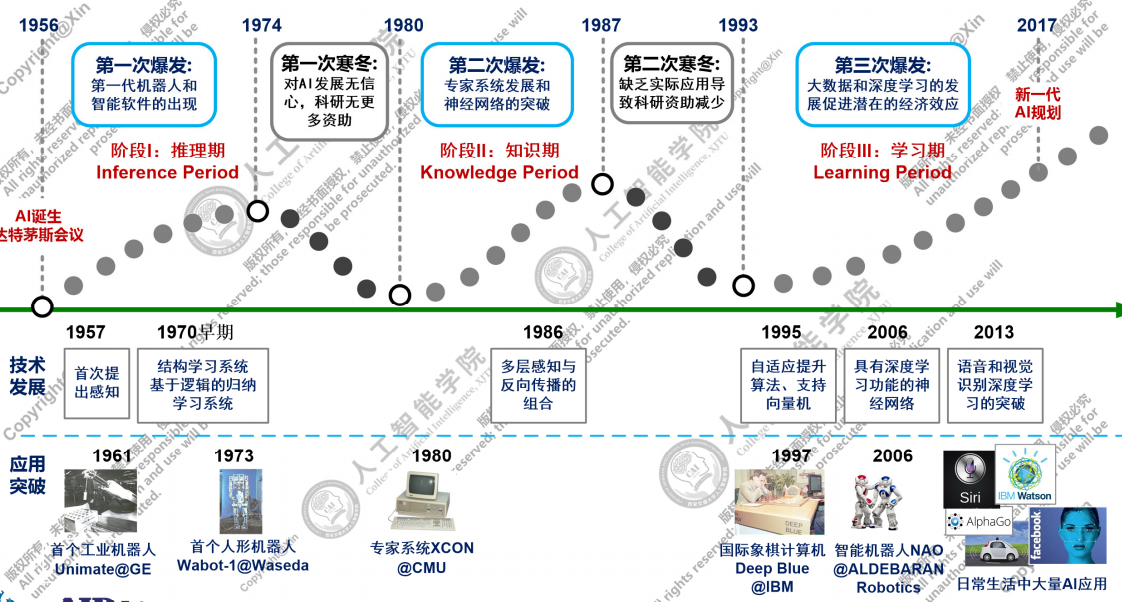 1956
1974
1980
1987
1993
2017
第一次爆发:
第一代机器人和
智能软件的出现
第一次寒冬:
对AI发展无信
心，科研无更
多资助
第二次爆发:
专家系统发展和
神经网络的突破
第二次寒冬:
缺乏实际应用导
致科研资助减少
第三次爆发:
大数据和深度学习的发
展促进潜在的经济效应
新一代
AI规划
阶段I：推理期
Inference Period
阶段II：知识期
Knowledge Period
阶段III：学习期
Learning Period
AI诞生
达特茅斯会议
技术
发展
1957
首次提
出感知
1970早期
结构学习系统
基于逻辑的归纳
学习系统
1986
多层感知与
反向传播的
组合
1995
自适应提升
算法、支持
向量机
2006
具有深度学
习功能的神
经网络
2013
语音和视觉
识别深度学
习的突破
应用
突破
1961
首个工业机器人
Unimate@GE
1973
首个人形机器人
Wabot-1@Waseda
1980
专家系统XCON
@CMU
1997
DEEP
BLUE
国际象棋计算机
Deep Blue
@IBM
2006
智能机器人NAO
@ALDEBARAN
Robotics
Siri
IBM Watson
AlphaGo
facebook
日常生活中大量AI应用
人工智能学院
College of Artificial Intelligence, XJTU